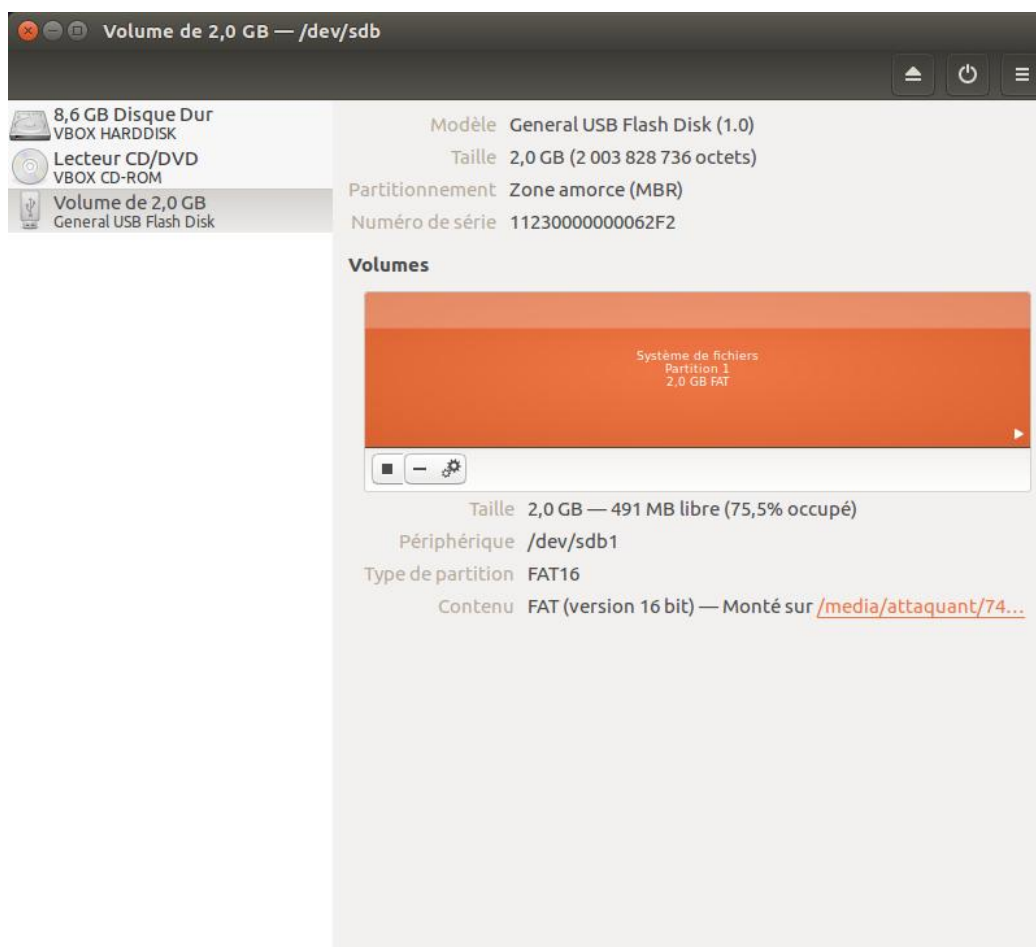 Volume de 2,0 GB — /dev/sdb
8,6 GB Disque Dur
VBOX HARDDISK
Lecteur CD/DVD
VBOX CD-ROM
Volume de 2,0 GB
General USB Flash Disk
Modèle General USB Flash Disk (1.0)
Taille 2,0 GB (2 003 828 736 octets)
Partitionnement Zone amorce (MBR)
Numéro de série 11230000000062F2
Volumes
Système de fichiers
Partition 1
2,0 GB FAT
Taille 2,0 GB — 491 MB libre (75,5% occupé)
Périphérique /dev/sdb1
Type de partition FAT16
Contenu FAT (version 16 bit) — Monté sur /media/attaquant/74…